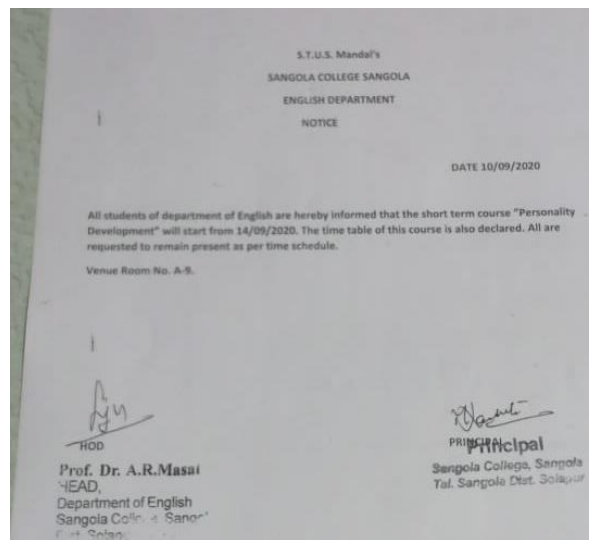 S.T.U.S. Mandal's
SANGOLA COLLEGE SANGOLA
ENGLISH DEPARTMENT
NOTICE
DATE 10/09/2020
All students of department of English are hereby informed that the short term course "Personality
Development" will start from 14/09/2020. The time table of this course is also declared. All are
requested to remain present as per time schedule.
Venue Room No. A-9.
HOD
Prof. Dr. A.R.Masal
HEAD,
Department of English
Sangola
Principal
Sangola College, Sangola
Tal. Sangola Dist. Solapur